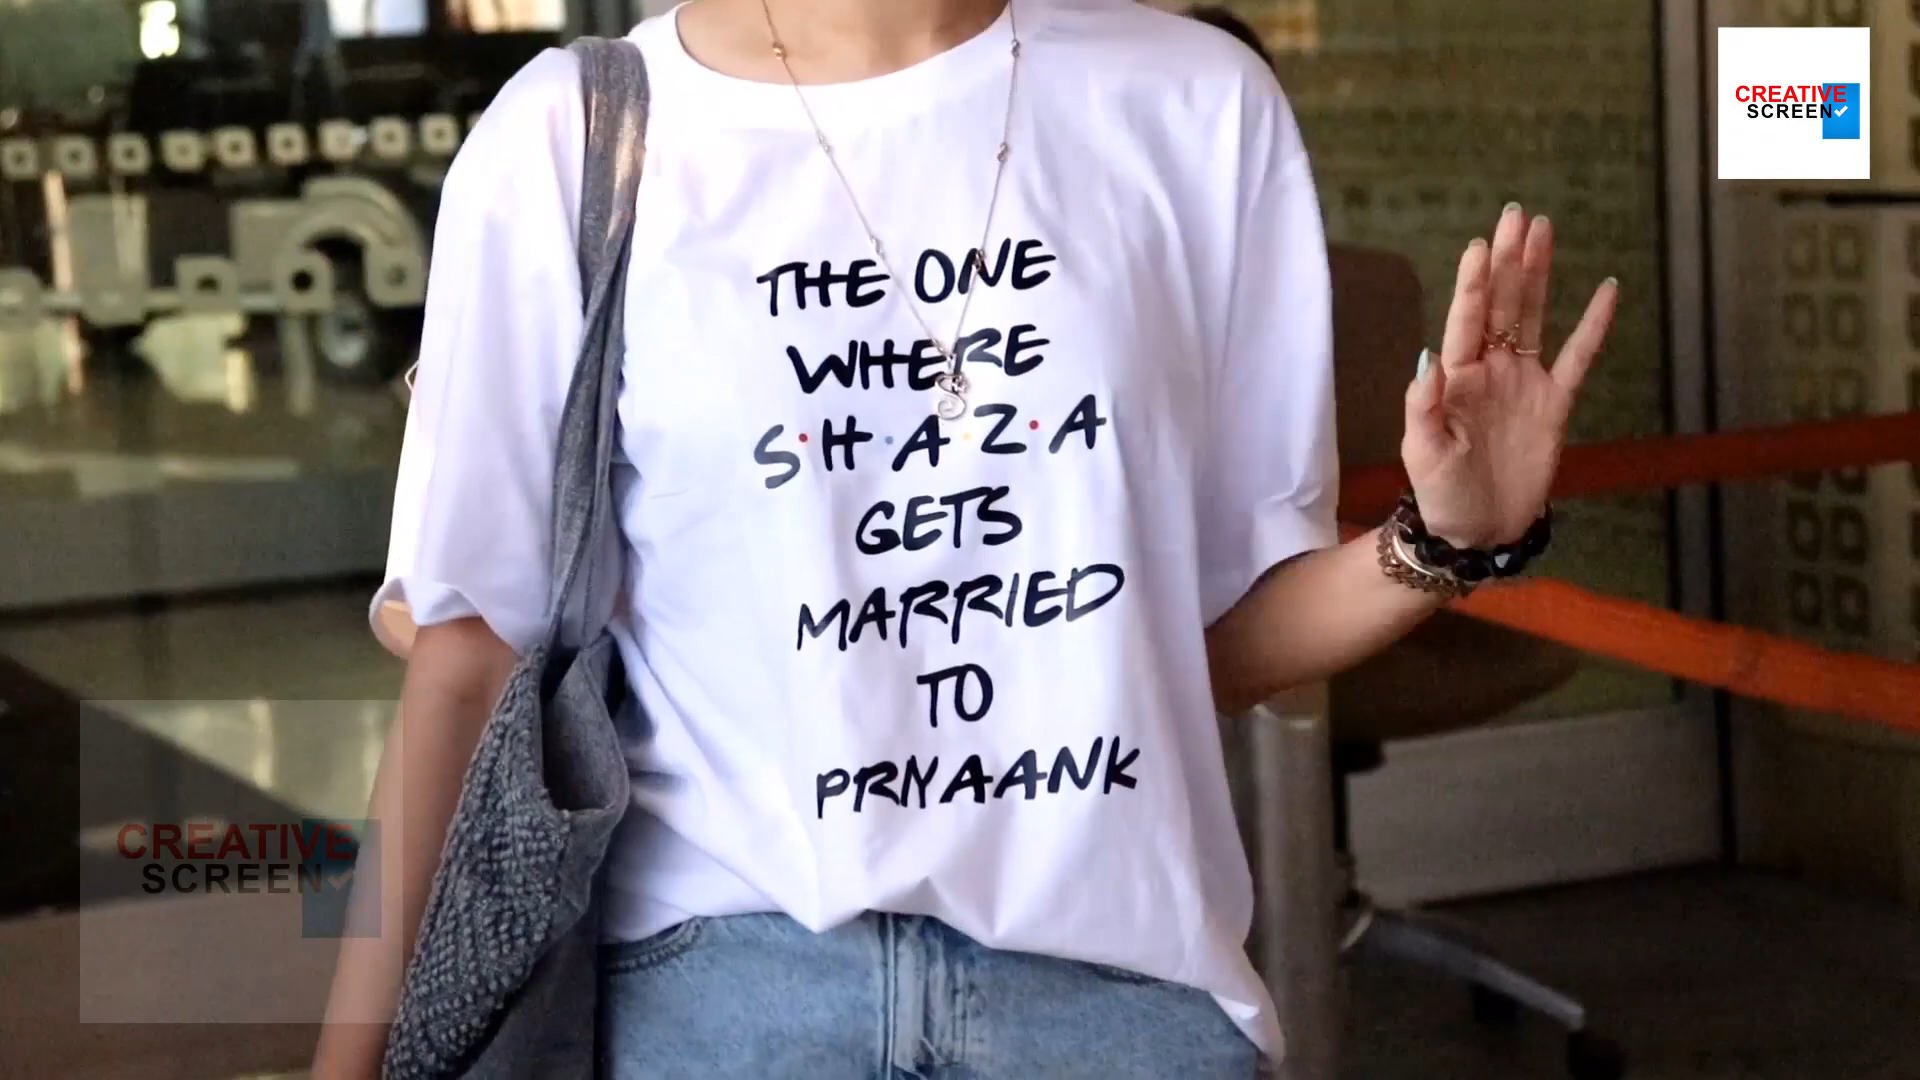 CREATIVE
SCREEN
THE ONE
WHERE
S·H·A·Z·A
GETS
MARRIED
TO
PRIYAANK
CREATIVE
SCREEN